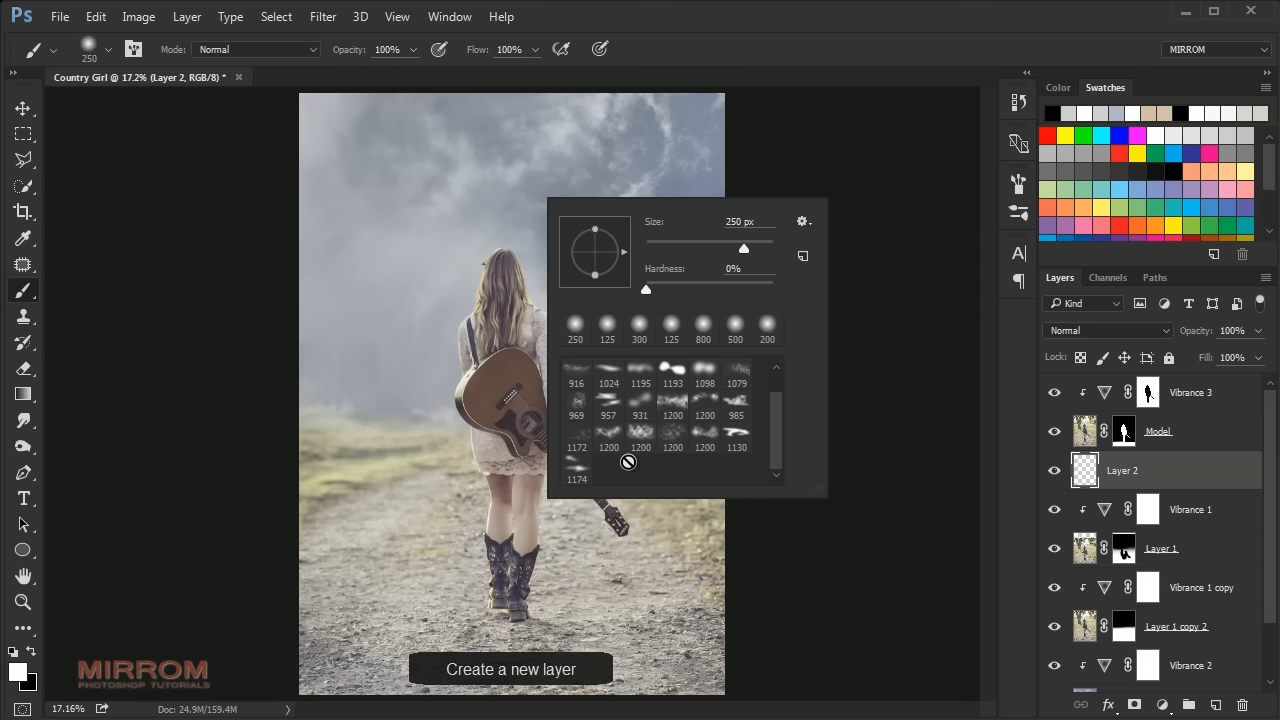 Ps File Edit Image Layer Type Select Filter 3D View Window Help
250 Mode: Normal Opacity: 100% Flow: 100% MIRROM
Country Girl @ 17.2% (Layer 2, RGB/8) *
Color Swatches
Size: 250 px
Hardness: 0%
250 125 300 125 800 500 200
916 1024 1195 1193 1098 1079
969 957 931 1200 1200 985
1172 1200 1200 1200 1200 1130
1174
Layers Channels Paths
Kind
Normal Opacity: 100%
Lock: Fill: 100%
Vibrance 3
Model
Layer 2
Vibrance 1
Layer 1
Vibrance 1 copy
Layer 1 copy 2
Vibrance 2
Create a new layer
MIRROM
PHOTOSHOP TUTORIALS
17.16% Doc: 24.9M/159.4M
fx